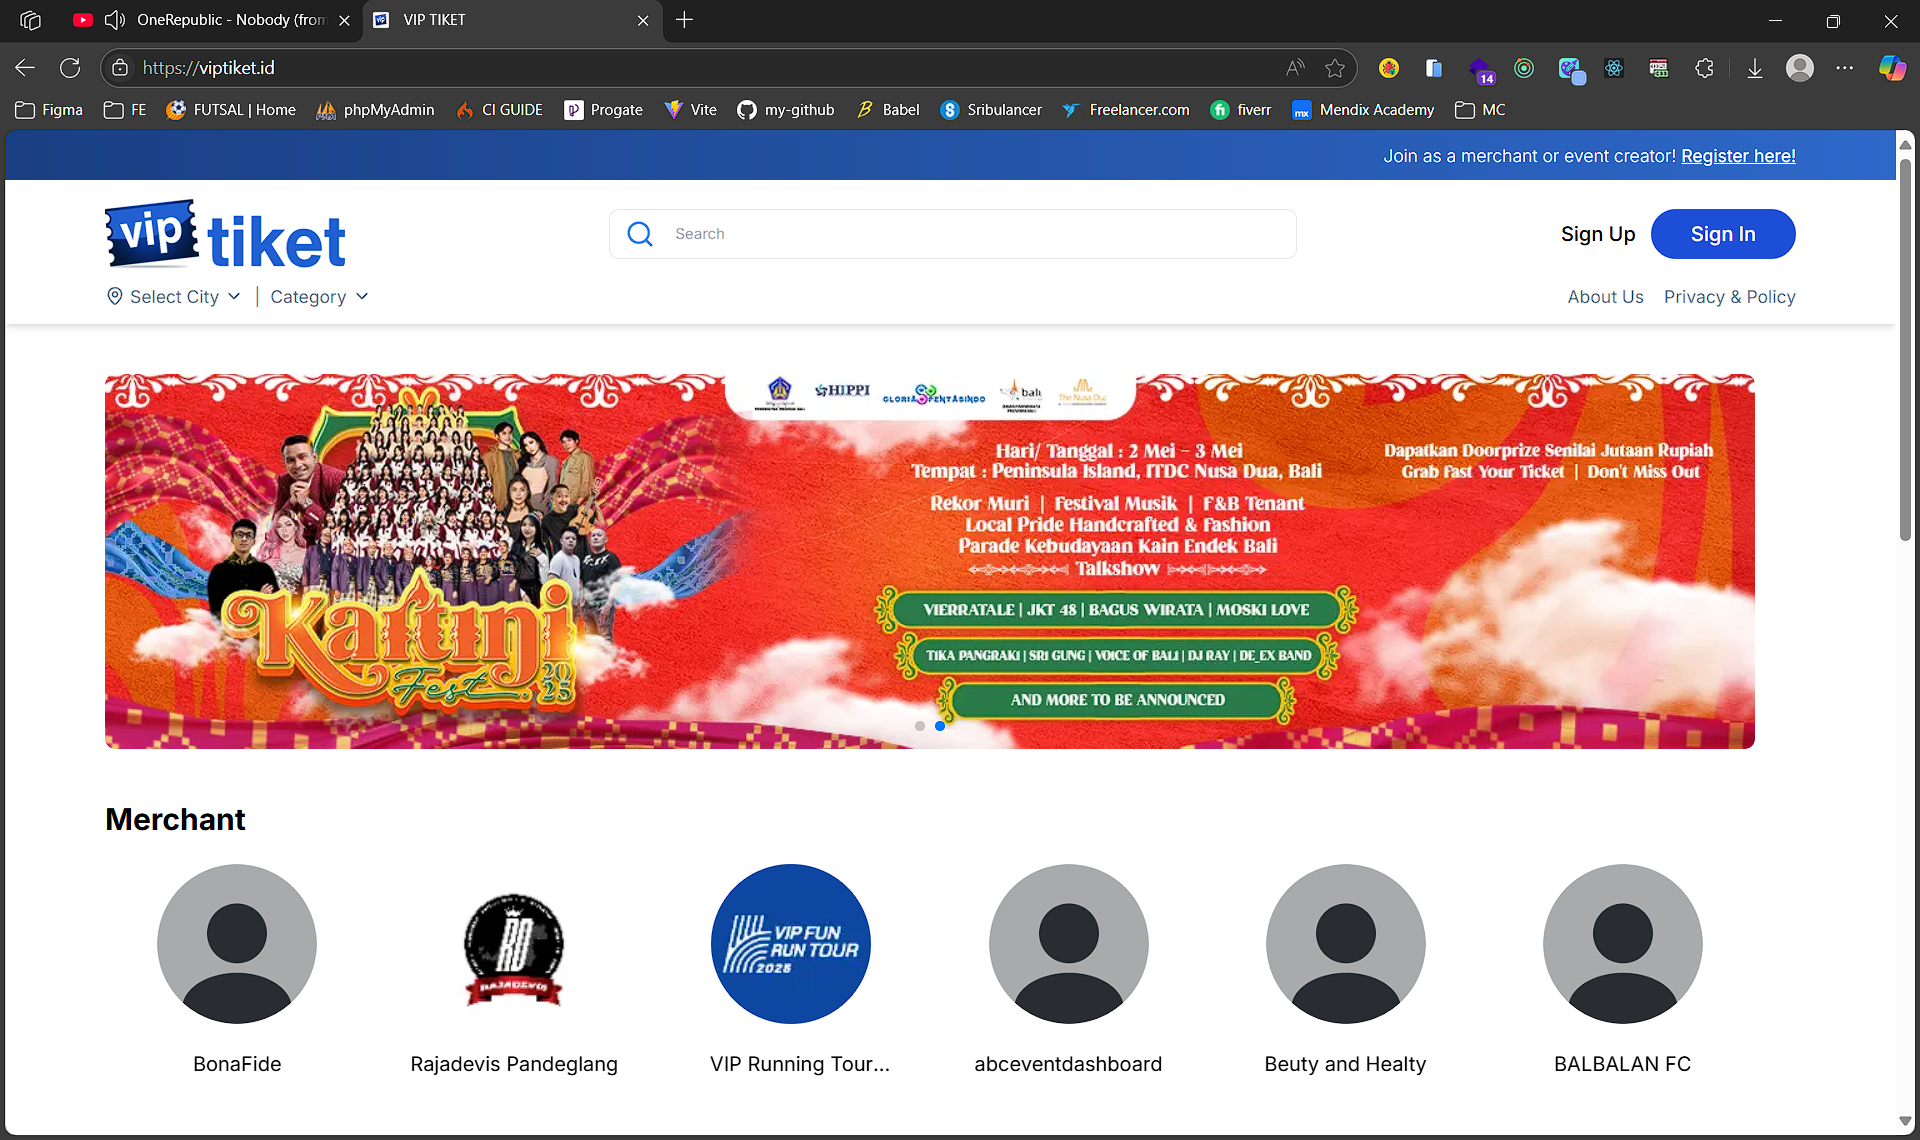 OneRepublic - Nobody (from
VIP TIKET
https://viptiket.id
14
Figma
FE
FUTSAL | Home
phpMyAdmin
CI GUIDE
Progate
Vite
my-github
Babel
Sribulancer
Freelancer.com
fiverr
Mendix Academy
MC
Join as a merchant or event creator! Register here!
vip tiket
Search
Sign Up
Sign In
Select City
Category
About Us
Privacy & Policy
HIPPI
GLORIA PENTASINDO
bali
The Nusa Dua
Hari/ Tanggal : 2 Mei - 3 Mei
Tempat : Peninsula Island, ITDC Nusa Dua, Bali
Dapatkan Doorprize Senilai Jutaan Rupiah
Grab Fast Your Ticket | Don't Miss Out
Rekor Muri | Festival Musik | F&B Tenant
Local Pride Handcrafted & Fashion
Parade Kebudayaan Kain Endek Bali
Talkshow
VIERRATALE | JKT 48 | BAGUS WIRATA | MOSKI LOVE
TIKA PANGRAKI | SRI GUNG | VOICE OF BALI | DJ RAY | DE_EX BAND
AND MORE TO BE ANNOUNCED
Kartini
Fest
2025
Merchant
RD
RAJADEVIS
VIP FUN
RUN TOUR
2025
BonaFide
Rajadevis Pandeglang
VIP Running Tour...
abceventdashboard
Beuty and Healty
BALBALAN FC